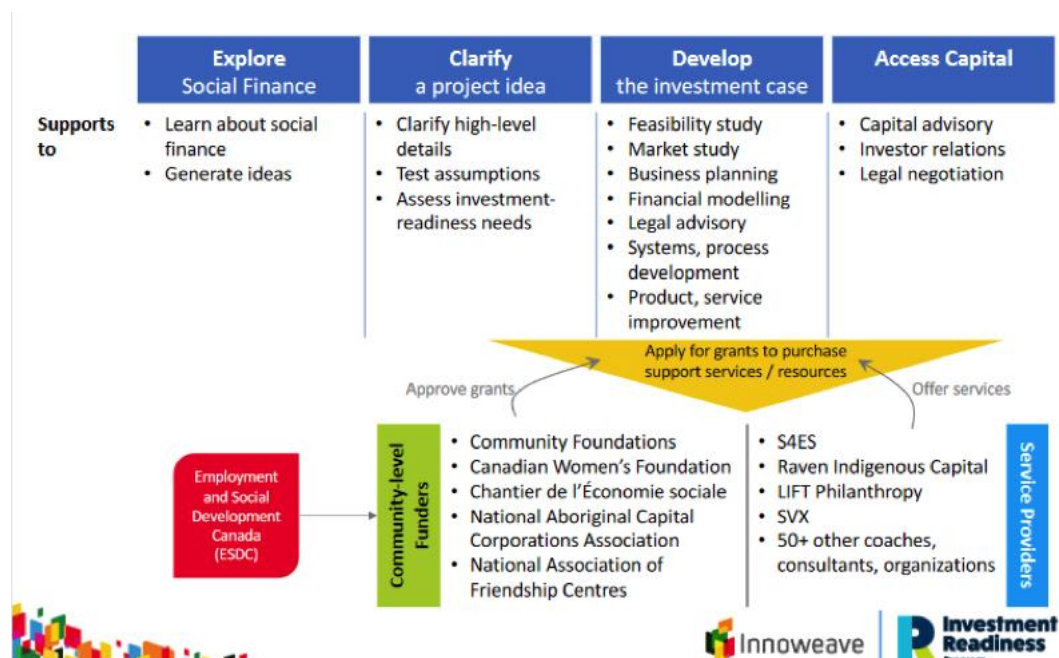 Explore
Social Finance
Clarify
a project idea
Develop
the investment case
Access Capital
Supports
to
• Learn about social
finance
• Generate ideas
• Clarify high-level
details
• Test assumptions
• Assess investment-
readiness needs
• Feasibility study
• Market study
• Business planning
• Financial modelling
• Legal advisory
• Systems, process
development
• Product, service
improvement
• Capital advisory
• Investor relations
• Legal negotiation
Apply for grants to purchase
support services / resources
Approve grants
Offer services
Employment
and Social
Development
Canada
(ESDC)
Community-level
Funders
• Community Foundations
• Canadian Women's Foundation
• Chantier de l'Économie sociale
• National Aboriginal Capital
Corporations Association
• National Association of
Friendship Centres
• S4ES
• Raven Indigenous Capital
• LIFT Philanthropy
• SVX
• 50+ other coaches,
consultants, organizations
Service Providers
Innoweave
Investment
Readiness